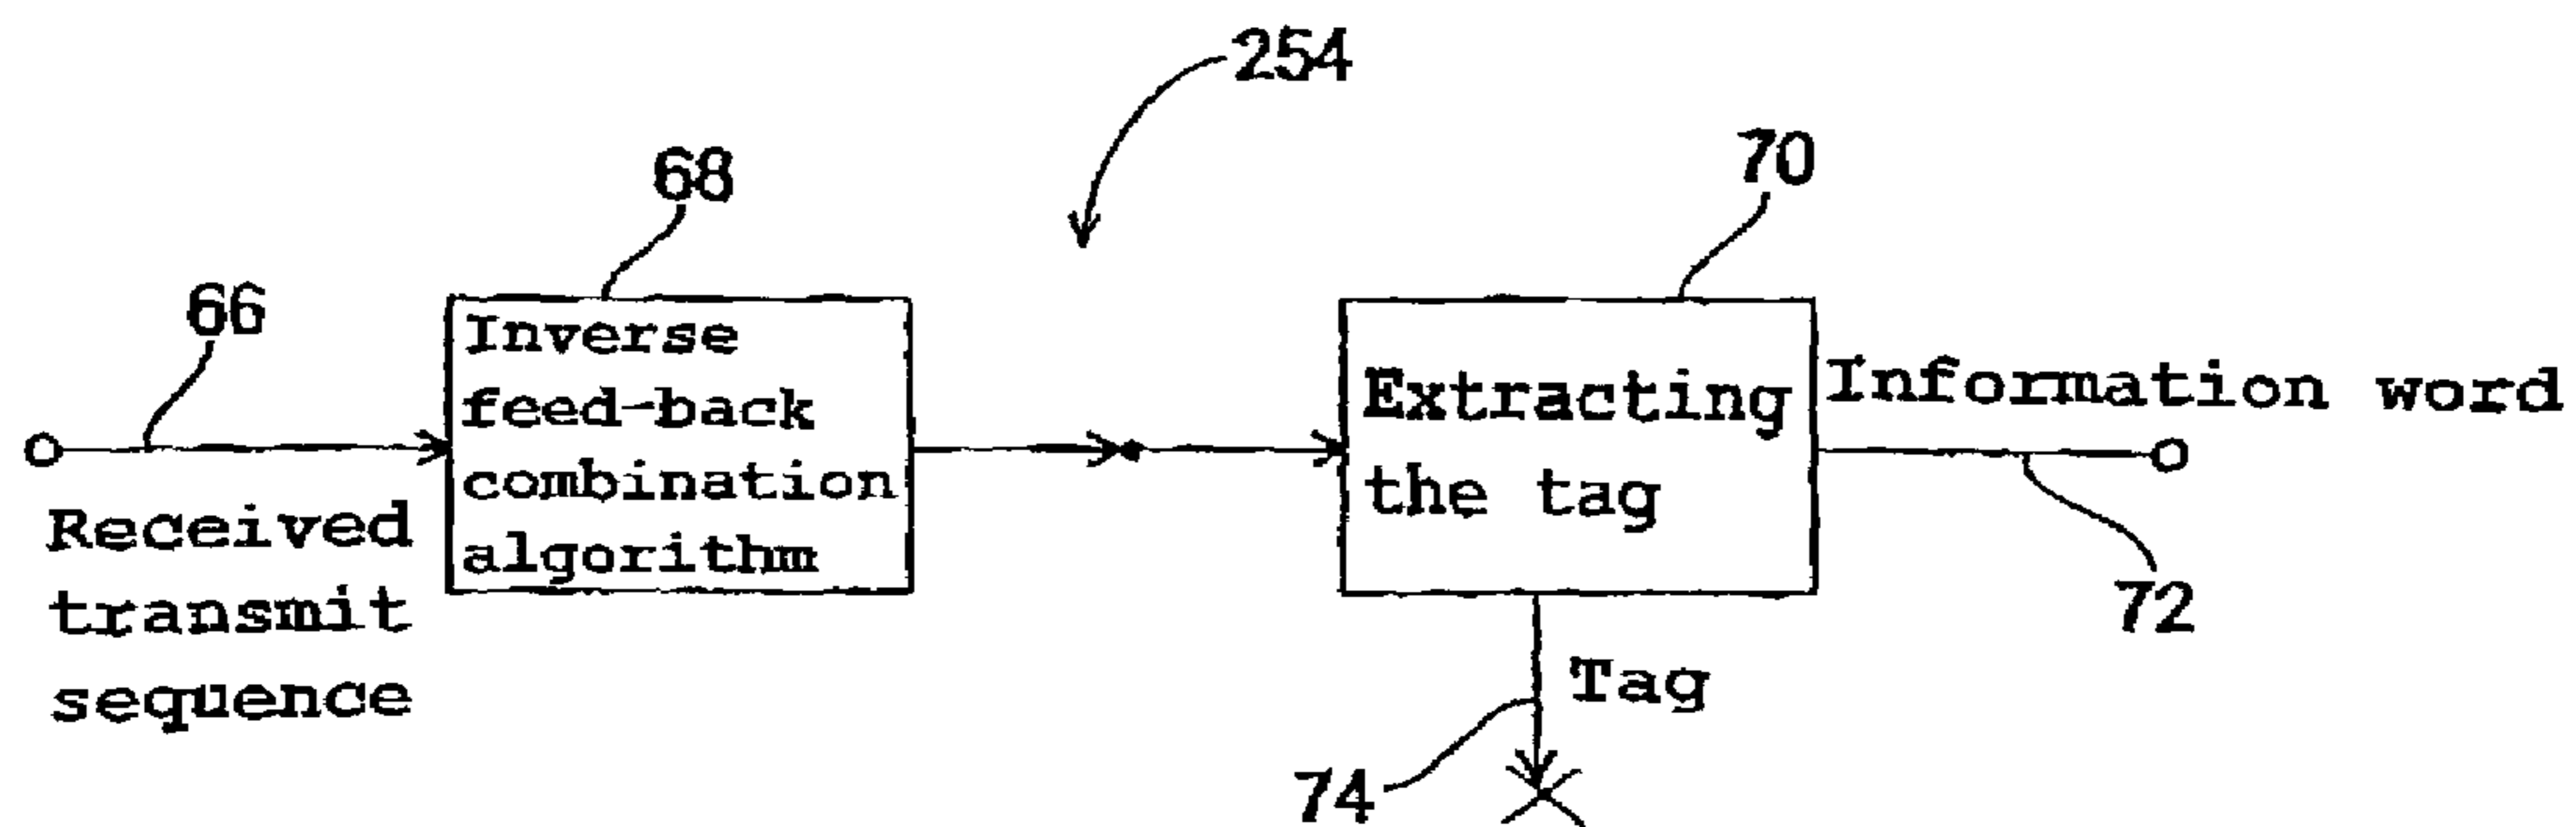 254
68
70
66
Inverse
feed-back
combination
algorithm
Extracting
the tag
Information word
Received
transmit
sequence
72
Tag
74